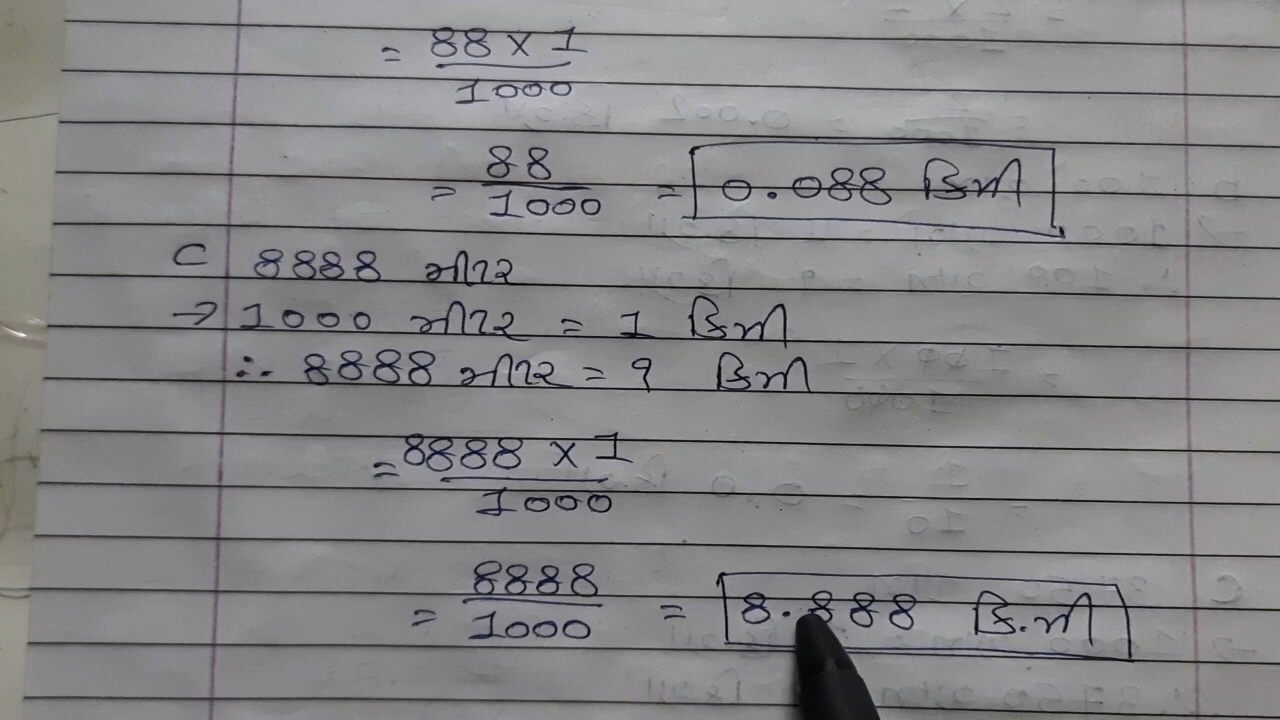 = 88 x 1
1000
= 88
1000 = 0.088 કિમી
C 8888 મીટર
→ 1000 મીટર = 1 કિમી
∴ 8888 મીટર = ? કિમી
= 8888 x 1
1000
= 8888
1000 = 8.888 કિ.મી